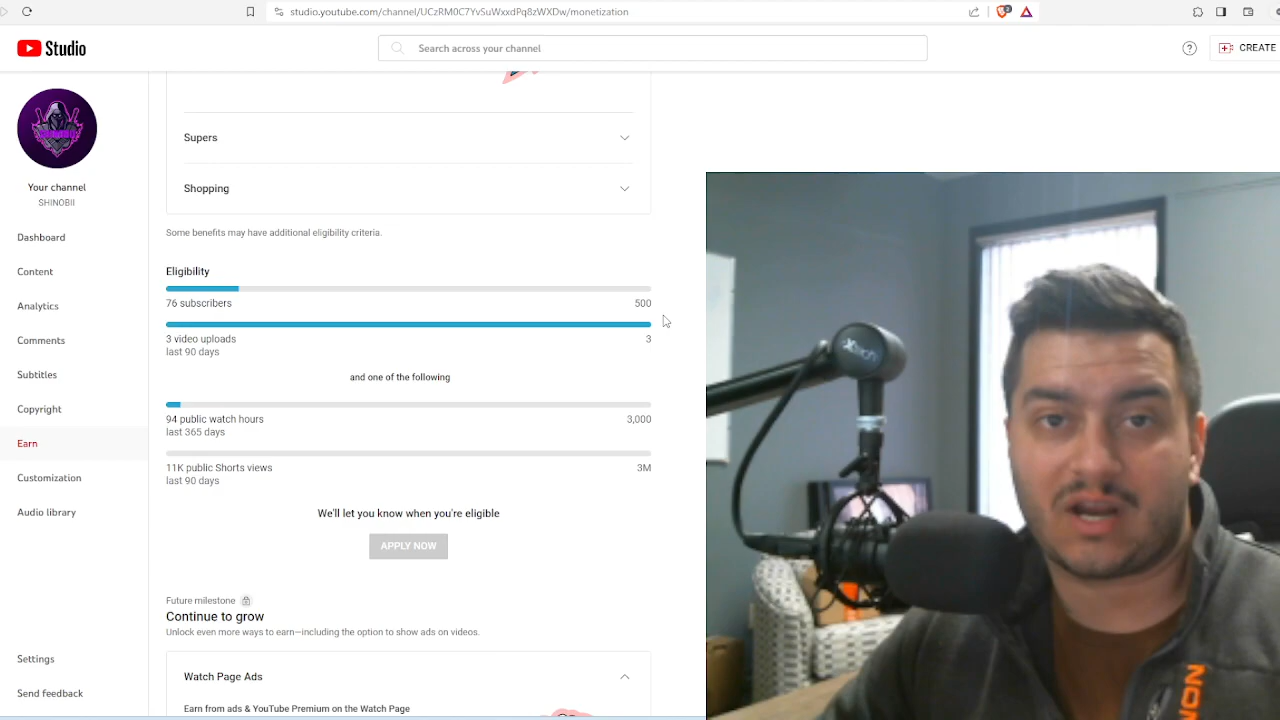 studio.youtube.com/channel/UCzRM0C7YvSuWxxdPq8zWXDw/monetization
2
Studio
Search across your channel
CREATE
Supers
Shopping
Your channel
SHINOBII
Some benefits may have additional eligibility criteria.
Dashboard
Content
Eligibility
Analytics
76 subscribers
500
Comments
3 video uploads
3
last 90 days
Subtitles
and one of the following
Copyright
94 public watch hours
3,000
last 365 days
Earn
11K public Shorts views
3M
last 90 days
Customization
Audio library
We'll let you know when you're eligible
APPLY NOW
Future milestone
Continue to grow
Unlock even more ways to earn—including the option to show ads on videos.
Settings
Watch Page Ads
Send feedback
Earn from ads & YouTube Premium on the Watch Page
ION